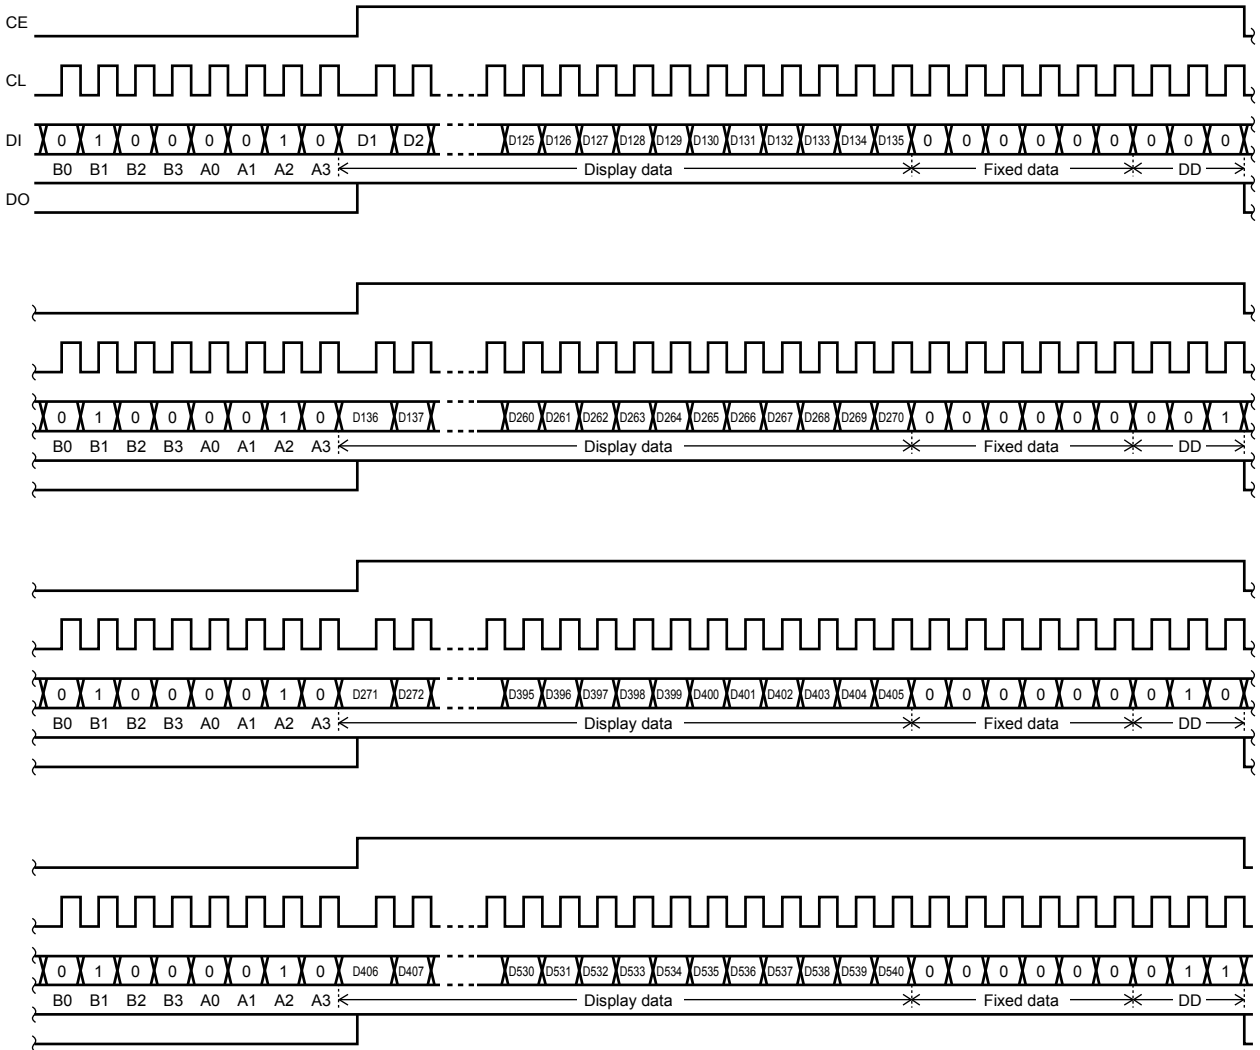 CE
CL
DI 0 1 0 0 0 0 1 0 D1 D2 D125 D126 D127 D128 D129 D130 D131 D132 D133 D134 D135 0 0 0 0 0 0 0 0 0
B0 B1 B2 B3 A0 A1 A2 A3 Display data Fixed data DD
DO
0 1 0 0 0 0 1 0 D136 D137 D260 D261 D262 D263 D264 D265 D266 D267 D268 D269 D270 0 0 0 0 0 0 0 0 1
B0 B1 B2 B3 A0 A1 A2 A3 Display data Fixed data DD
0 1 0 0 0 0 1 0 D271 D272 D395 D396 D397 D398 D399 D400 D401 D402 D403 D404 D405 0 0 0 0 0 0 0 1 0
B0 B1 B2 B3 A0 A1 A2 A3 Display data Fixed data DD
0 1 0 0 0 0 1 0 D406 D407 D530 D531 D532 D533 D534 D535 D536 D537 D538 D539 D540 0 0 0 0 0 0 0 1 1
B0 B1 B2 B3 A0 A1 A2 A3 Display data Fixed data DD